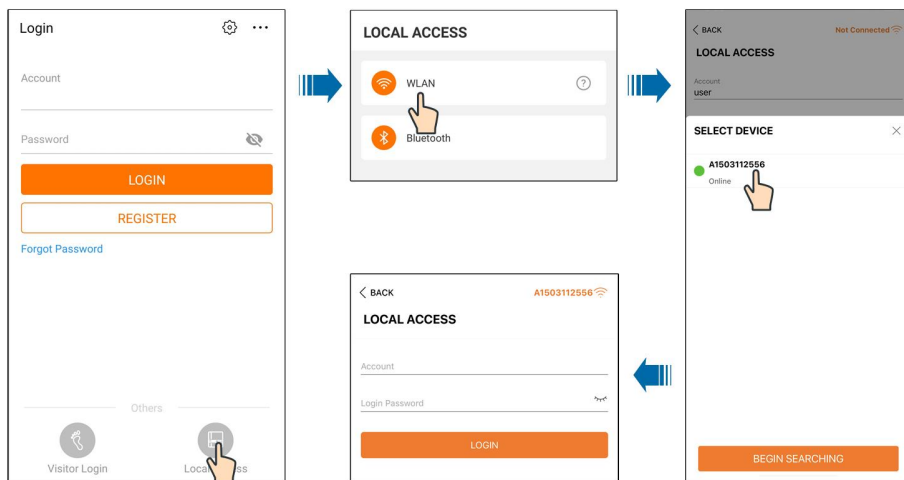 Login
Account
Password
LOGIN
REGISTER
Forgot Password
Others
Visitor Login
LOCAL ACCESS
WLAN
?
Bluetooth
BACK
Not Connected
LOCAL ACCESS
Account
user
SELECT DEVICE
A1503112556
Online
BEGIN SEARCHING
BACK
A1503112556
LOCAL ACCESS
Account
Login Password
LOGIN